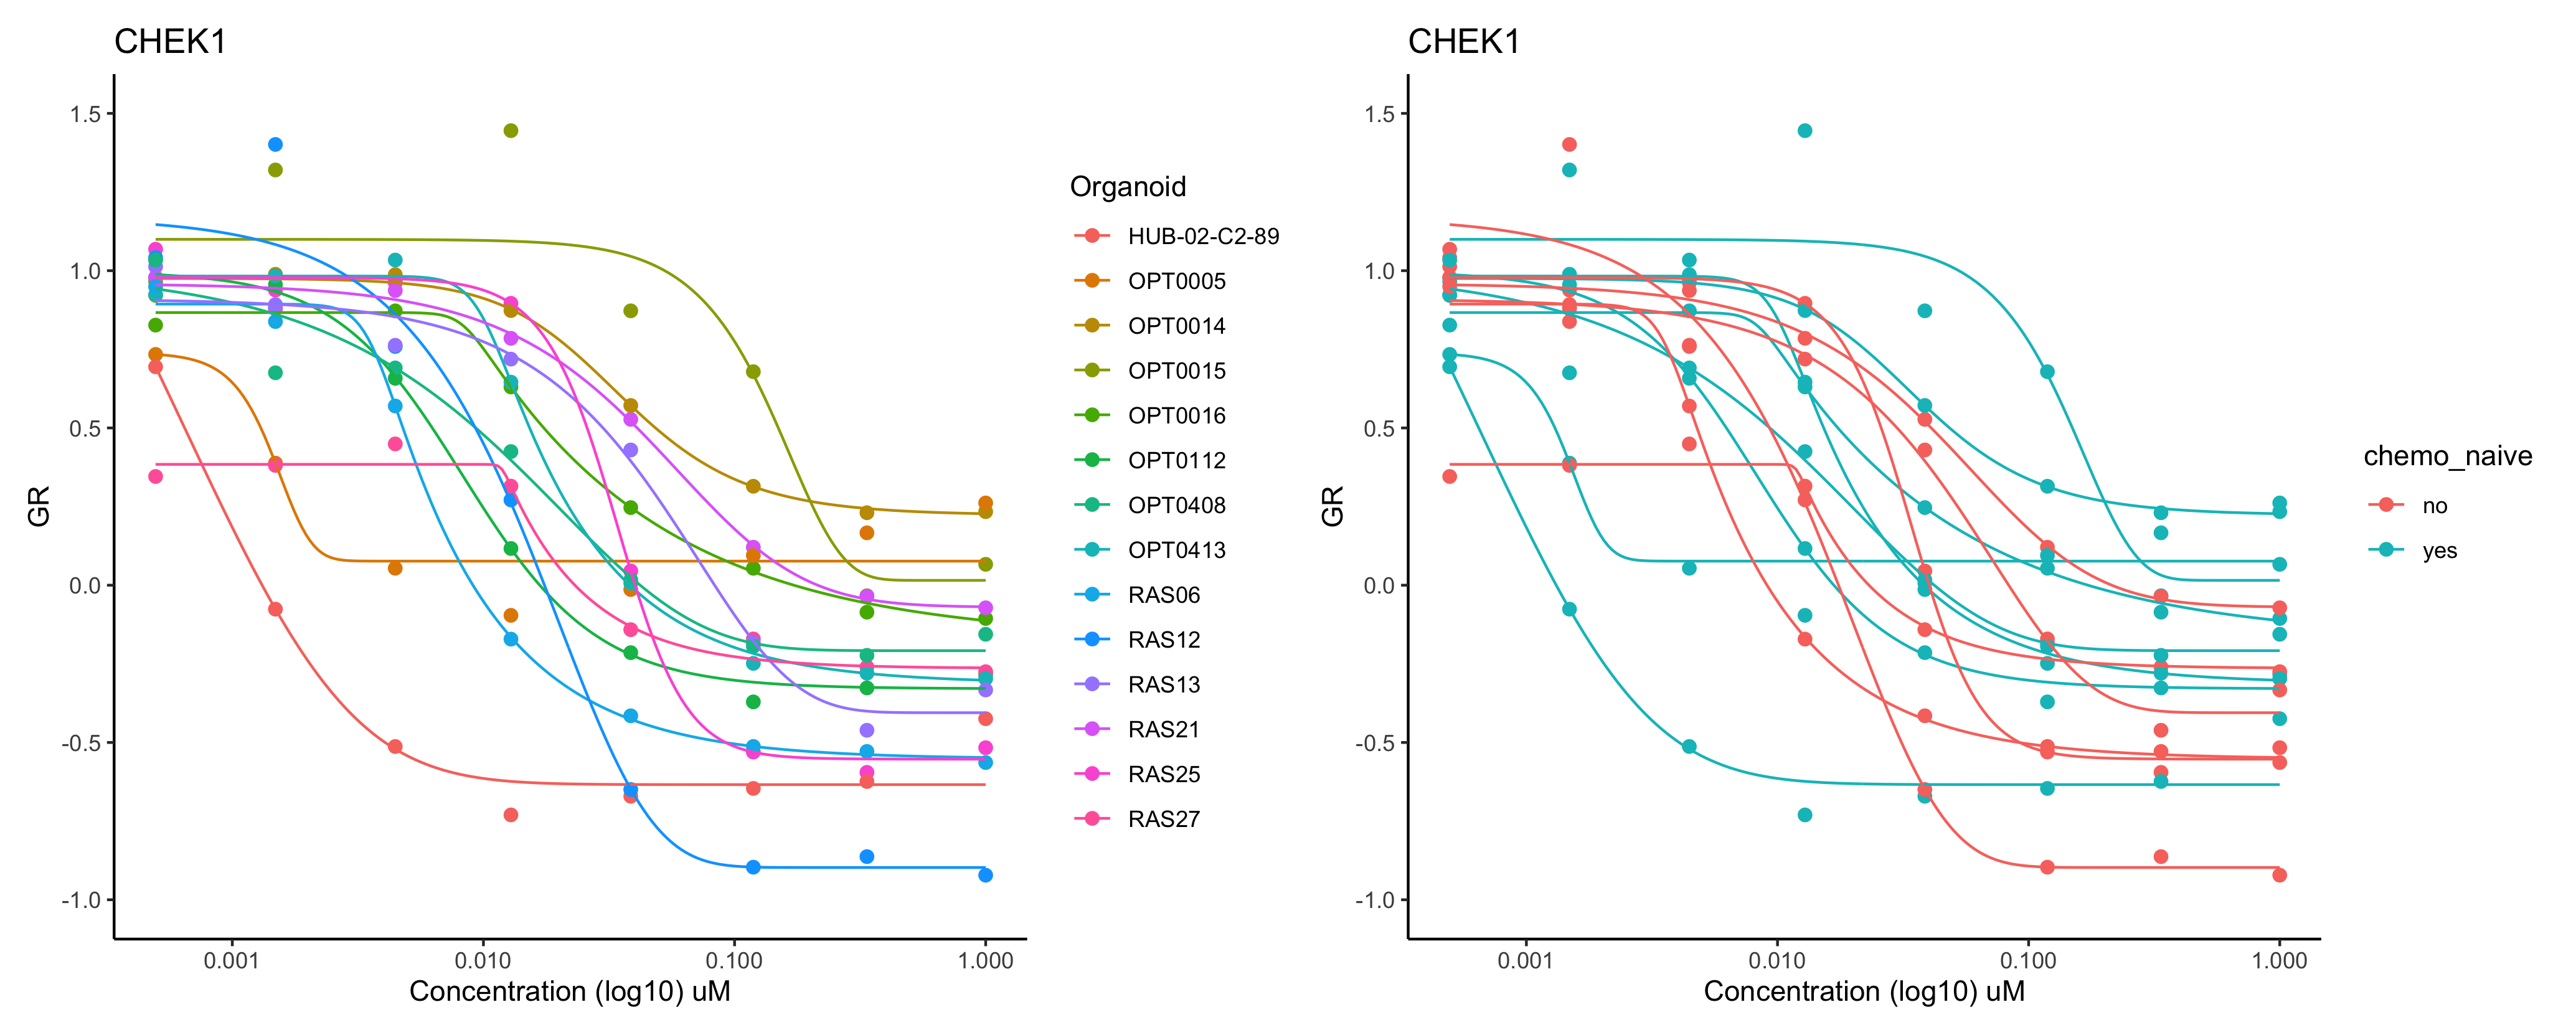 CHEK1
1.5
1.0
0.5
0.0
-0.5
-1.0
GR
0.001
0.010
0.100
1.000
Concentration (log10) uM
Organoid
HUB-02-C2-89
OPT0005
OPT0014
OPT0015
OPT0016
OPT0112
OPT0408
OPT0413
RAS06
RAS12
RAS13
RAS21
RAS25
RAS27
CHEK1
1.5
1.0
0.5
0.0
-0.5
-1.0
GR
0.001
0.010
0.100
1.000
Concentration (log10) uM
chemo_naive
no
yes